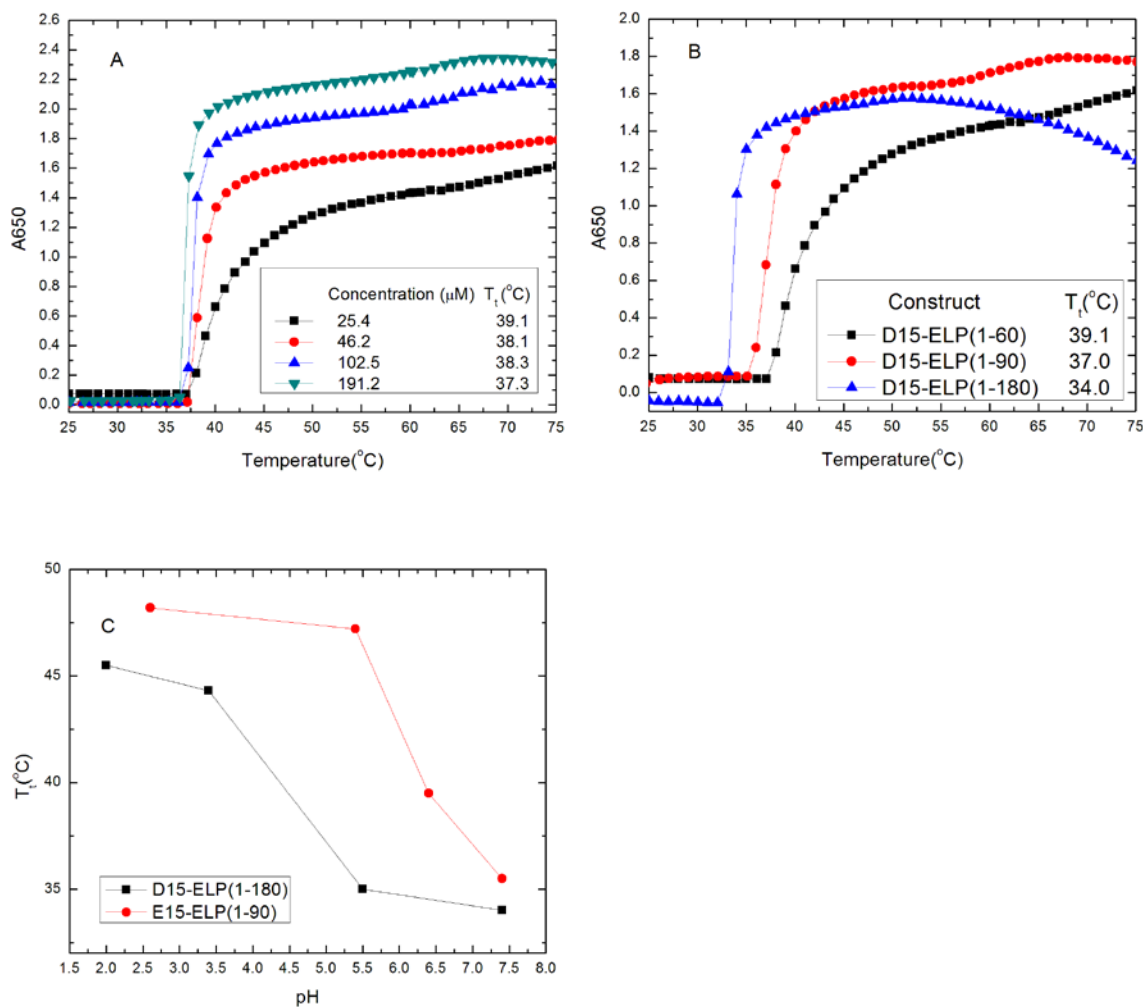 A
2.6
2.4
2.2
2.0
1.8
1.6
1.4
1.2
1.0
0.8
0.6
0.4
0.2
0.0
A650
Concentration (μM) Tt(°C)
25.4 39.1
46.2 38.1
102.5 38.3
191.2 37.3
25 30 35 40 45 50 55 60 65 70 75
Temperature(°C)
B
2.0
1.8
1.6
1.4
1.2
1.0
0.8
0.6
0.4
0.2
0.0
A650
Construct Tt(°C)
D15-ELP(1-60) 39.1
D15-ELP(1-90) 37.0
D15-ELP(1-180) 34.0
25 30 35 40 45 50 55 60 65 70 75
Temperature(°C)
C
50
45
40
35
Tt(°C)
D15-ELP(1-180)
E15-ELP(1-90)
1.5 2.0 2.5 3.0 3.5 4.0 4.5 5.0 5.5 6.0 6.5 7.0 7.5 8.0
pH